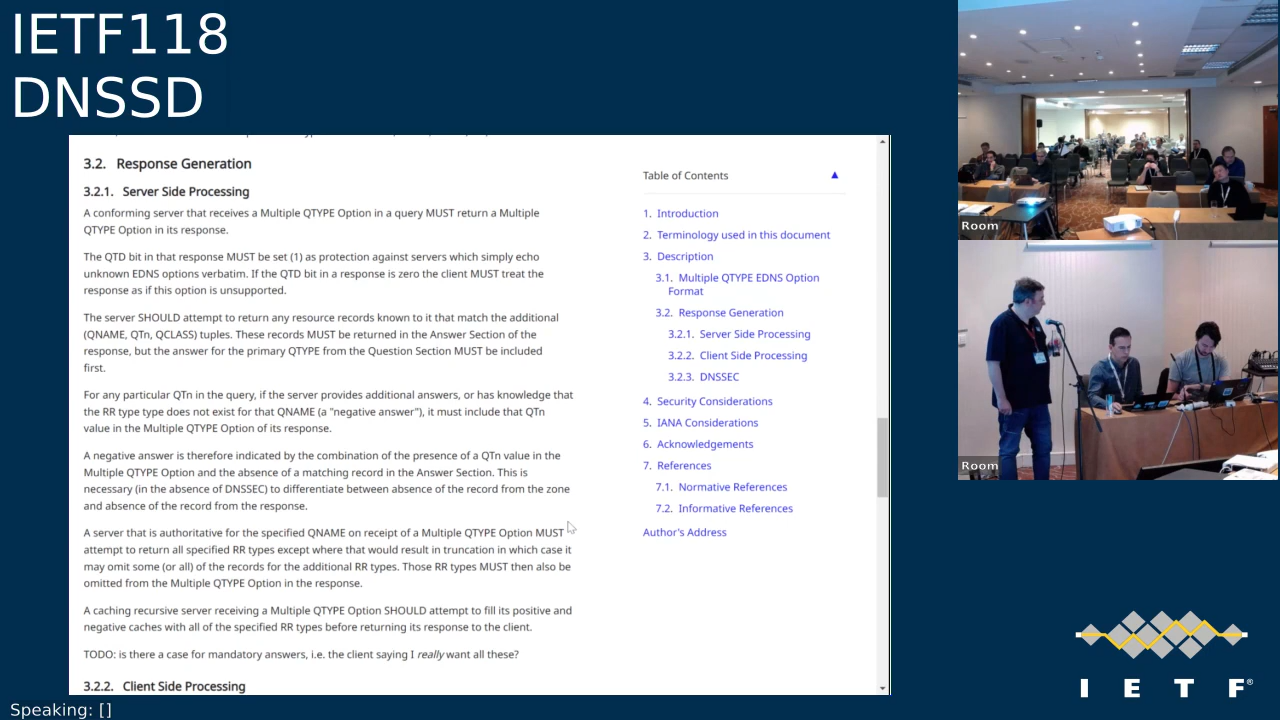 IETF118
DNSSD
3.2. Response Generation
3.2.1. Server Side Processing
A conforming server that receives a Multiple QTYPE Option in a query MUST return a Multiple
QTYPE Option in its response.
The QTD bit in that response MUST be set (1) as protection against servers which simply echo
unknown EDNS options verbatim. If the QTD bit in a response is zero the client MUST treat the
response as if this option is unsupported.
The server SHOULD attempt to return any resource records known to it that match the additional
(QNAME, QTn, QCLASS) tuples. These records MUST be returned in the Answer Section of the
response, but the answer for the primary QTYPE from the Question Section MUST be included
first.
For any particular QTn in the query, if the server provides additional answers, or has knowledge that
the RR type type does not exist for that QNAME (a "negative answer"), it must include that QTn
value in the Multiple QTYPE Option of its response.
A negative answer is therefore indicated by the combination of the presence of a QTn value in the
Multiple QTYPE Option and the absence of a matching record in the Answer Section. This is
necessary (in the absence of DNSSEC) to differentiate between absence of the record from the zone
and absence of the record from the response.
A server that is authoritative for the specified QNAME on receipt of a Multiple QTYPE Option MUST
attempt to return all specified RR types except where that would result in truncation in which case it
may omit some (or all) of the records for the additional RR types. Those RR types MUST then also be
omitted from the Multiple QTYPE Option in the response.
A caching recursive server receiving a Multiple QTYPE Option SHOULD attempt to fill its positive and
negative caches with all of the specified RR types before returning its response to the client.
TODO: is there a case for mandatory answers, i.e. the client saying I really want all these?
3.2.2. Client Side Processing
Table of Contents ▲
1. Introduction
2. Terminology used in this document
3. Description
3.1. Multiple QTYPE EDNS Option
Format
3.2. Response Generation
3.2.1. Server Side Processing
3.2.2. Client Side Processing
3.2.3. DNSSEC
4. Security Considerations
5. IANA Considerations
6. Acknowledgements
7. References
7.1. Normative References
7.2. Informative References
Author's Address
Room
Room
I E T F®
Speaking: []